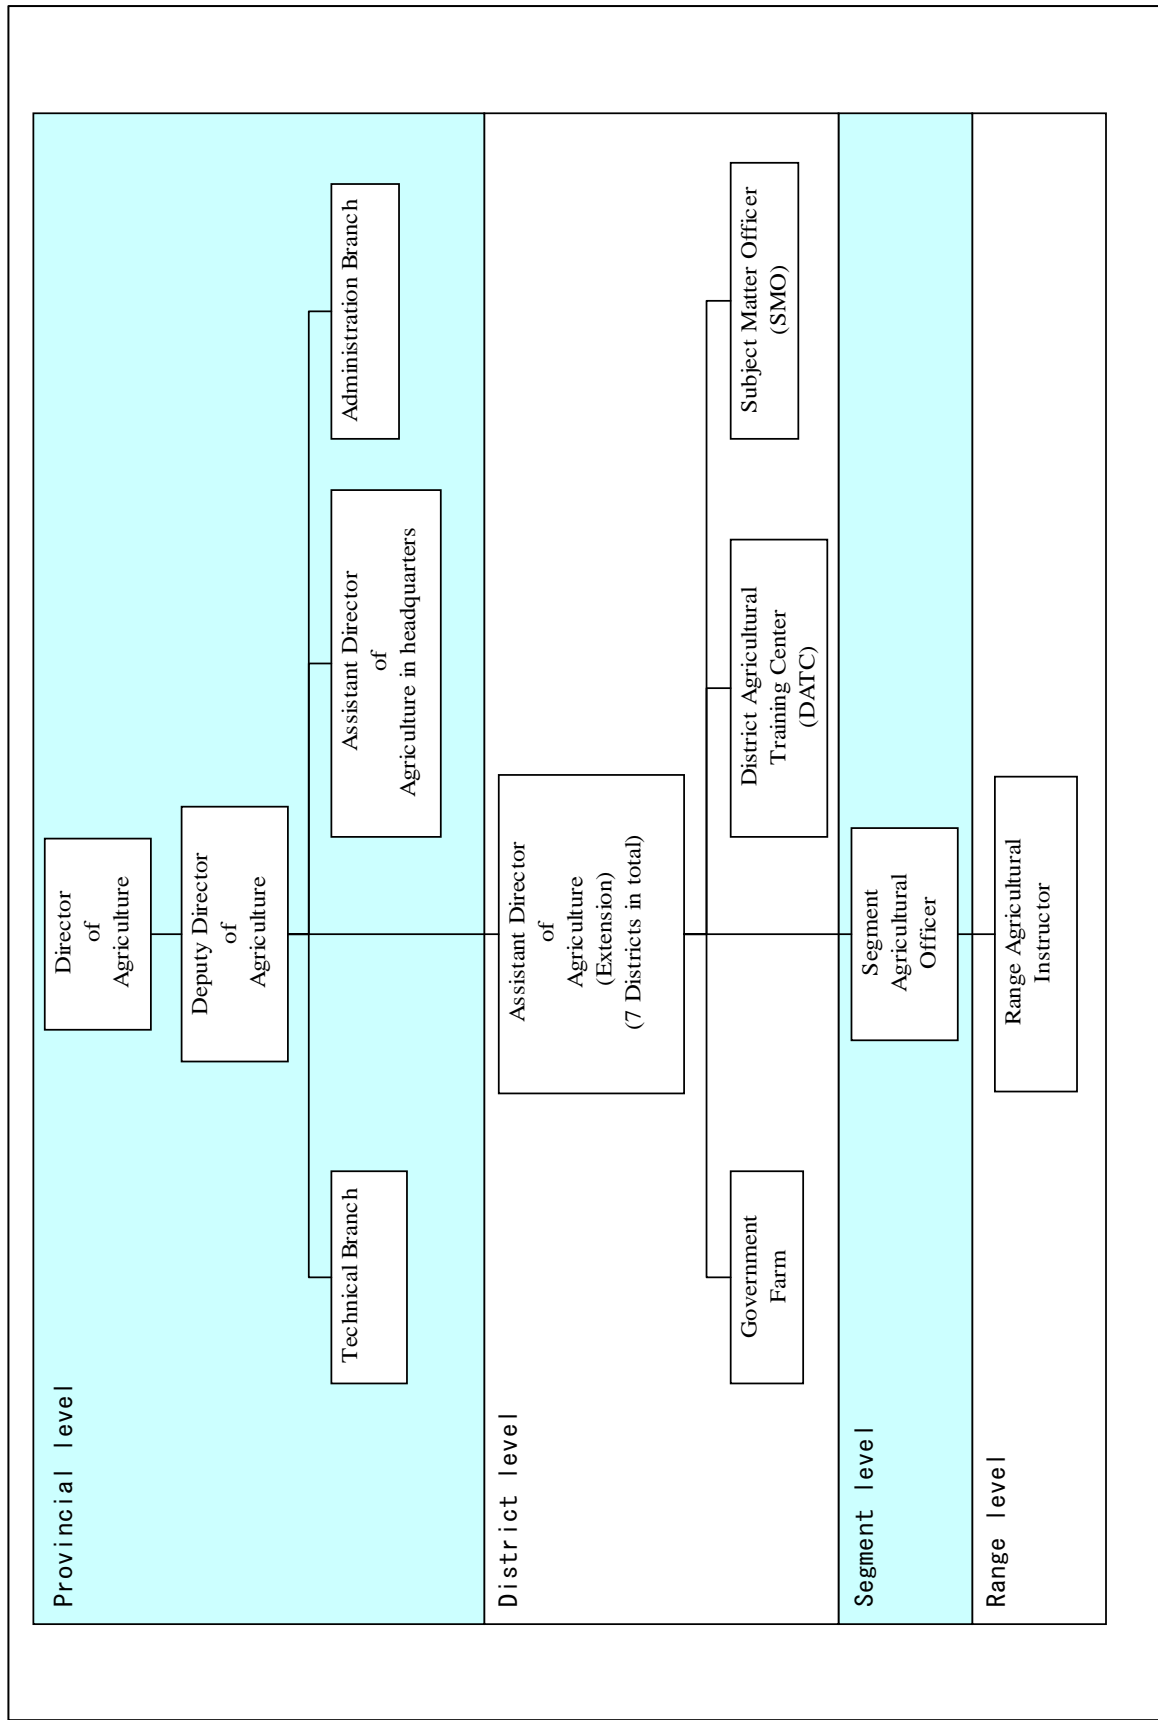 Provincial level
Director
of
Agriculture
Deputy Director
of
Agriculture
Technical Branch
Assistant Director
of
Agriculture in headquarters
Administration Branch
District level
Assistant Director
of
Agriculture
(Extension)
(7 Districts in total)
Government
Farm
District Agricultural
Training Center
(DATC)
Subject Matter Officer
(SMO)
Segment level
Segment
Agricultural
Officer
Range level
Range Agricultural
Instructor